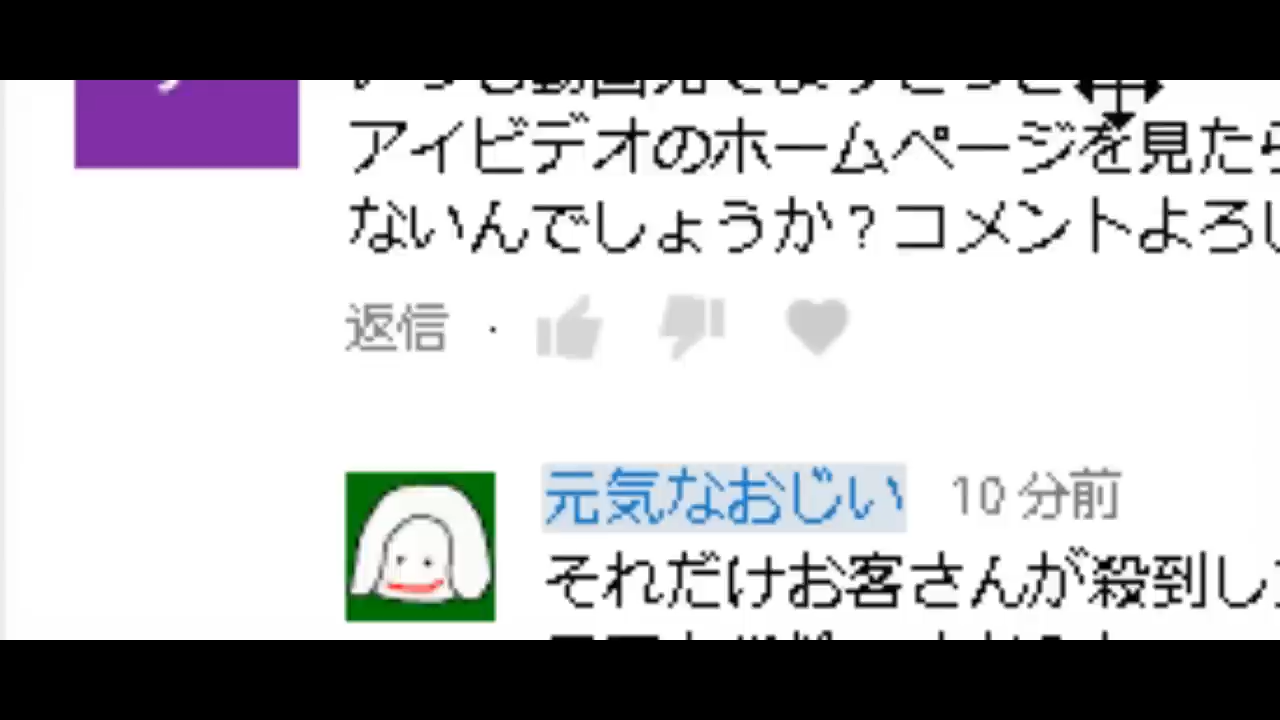 アイビデオのホームページを見たら
ないんでしょうか？コメントよろし
返信 ·
元気なおじい 10 分前
それだけお客さんが殺到し